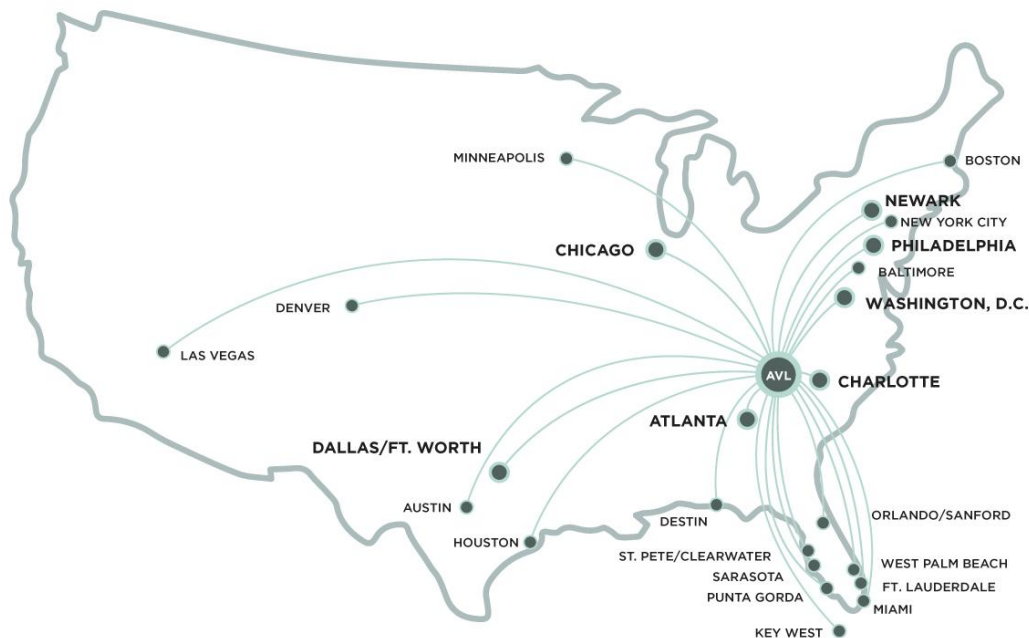 MINNEAPOLIS
BOSTON
NEWARK
NEW YORK CITY
CHICAGO
PHILADELPHIA
BALTIMORE
DENVER
WASHINGTON, D.C.
LAS VEGAS
AVL
CHARLOTTE
ATLANTA
DALLAS/FT. WORTH
AUSTIN
ORLANDO/SANFORD
DESTIN
HOUSTON
ST. PETE/CLEARWATER
WEST PALM BEACH
SARASOTA
FT. LAUDERDALE
PUNTA GORDA
MIAMI
KEY WEST